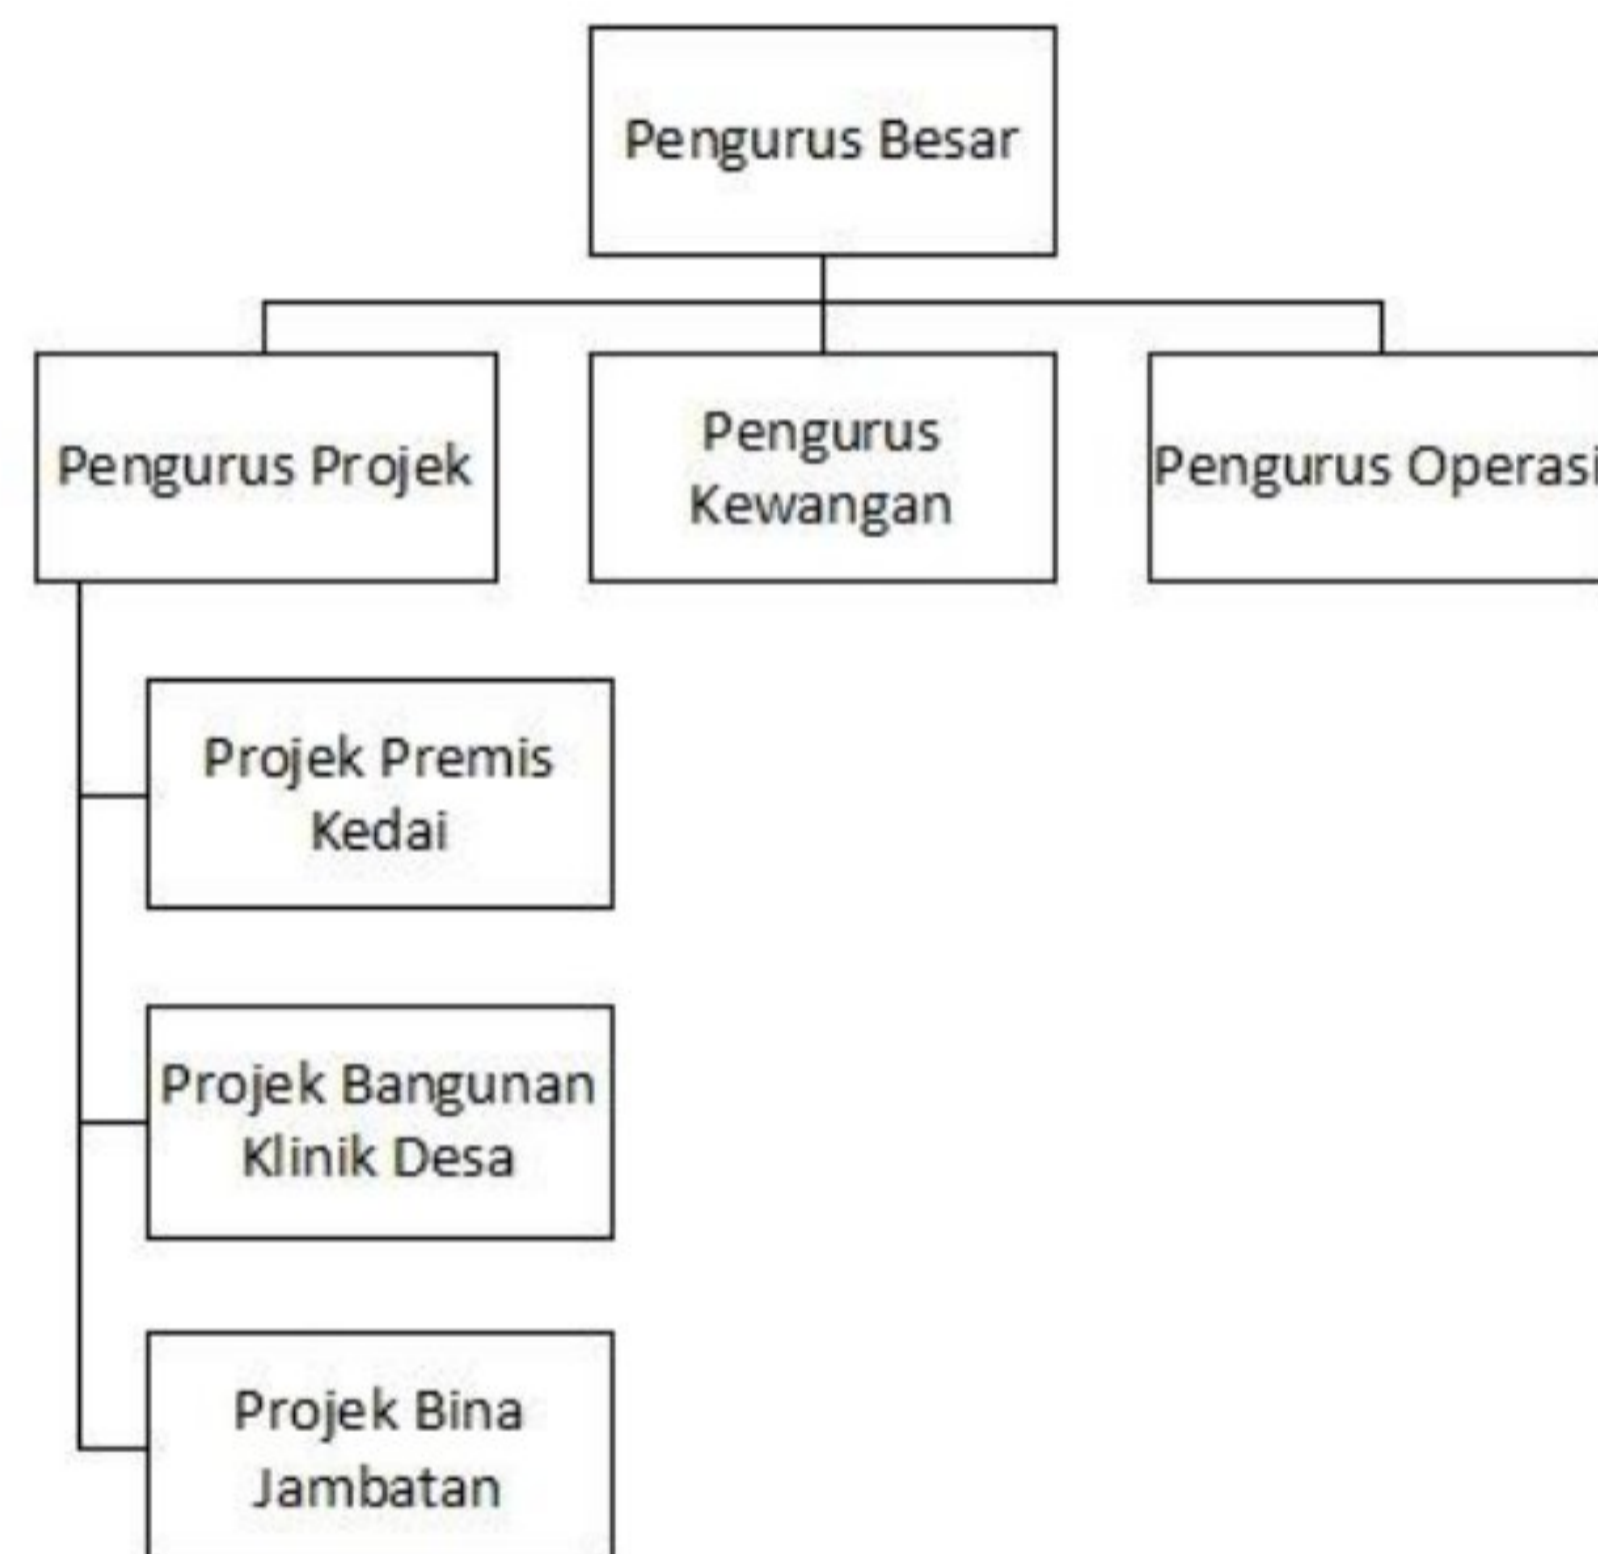 Pengurus Besar
Pengurus Projek
Pengurus
Kewangan
Pengurus Operasi
Projek Premis
Kedai
Projek Bangunan
Klinik Desa
Projek Bina
Jambatan